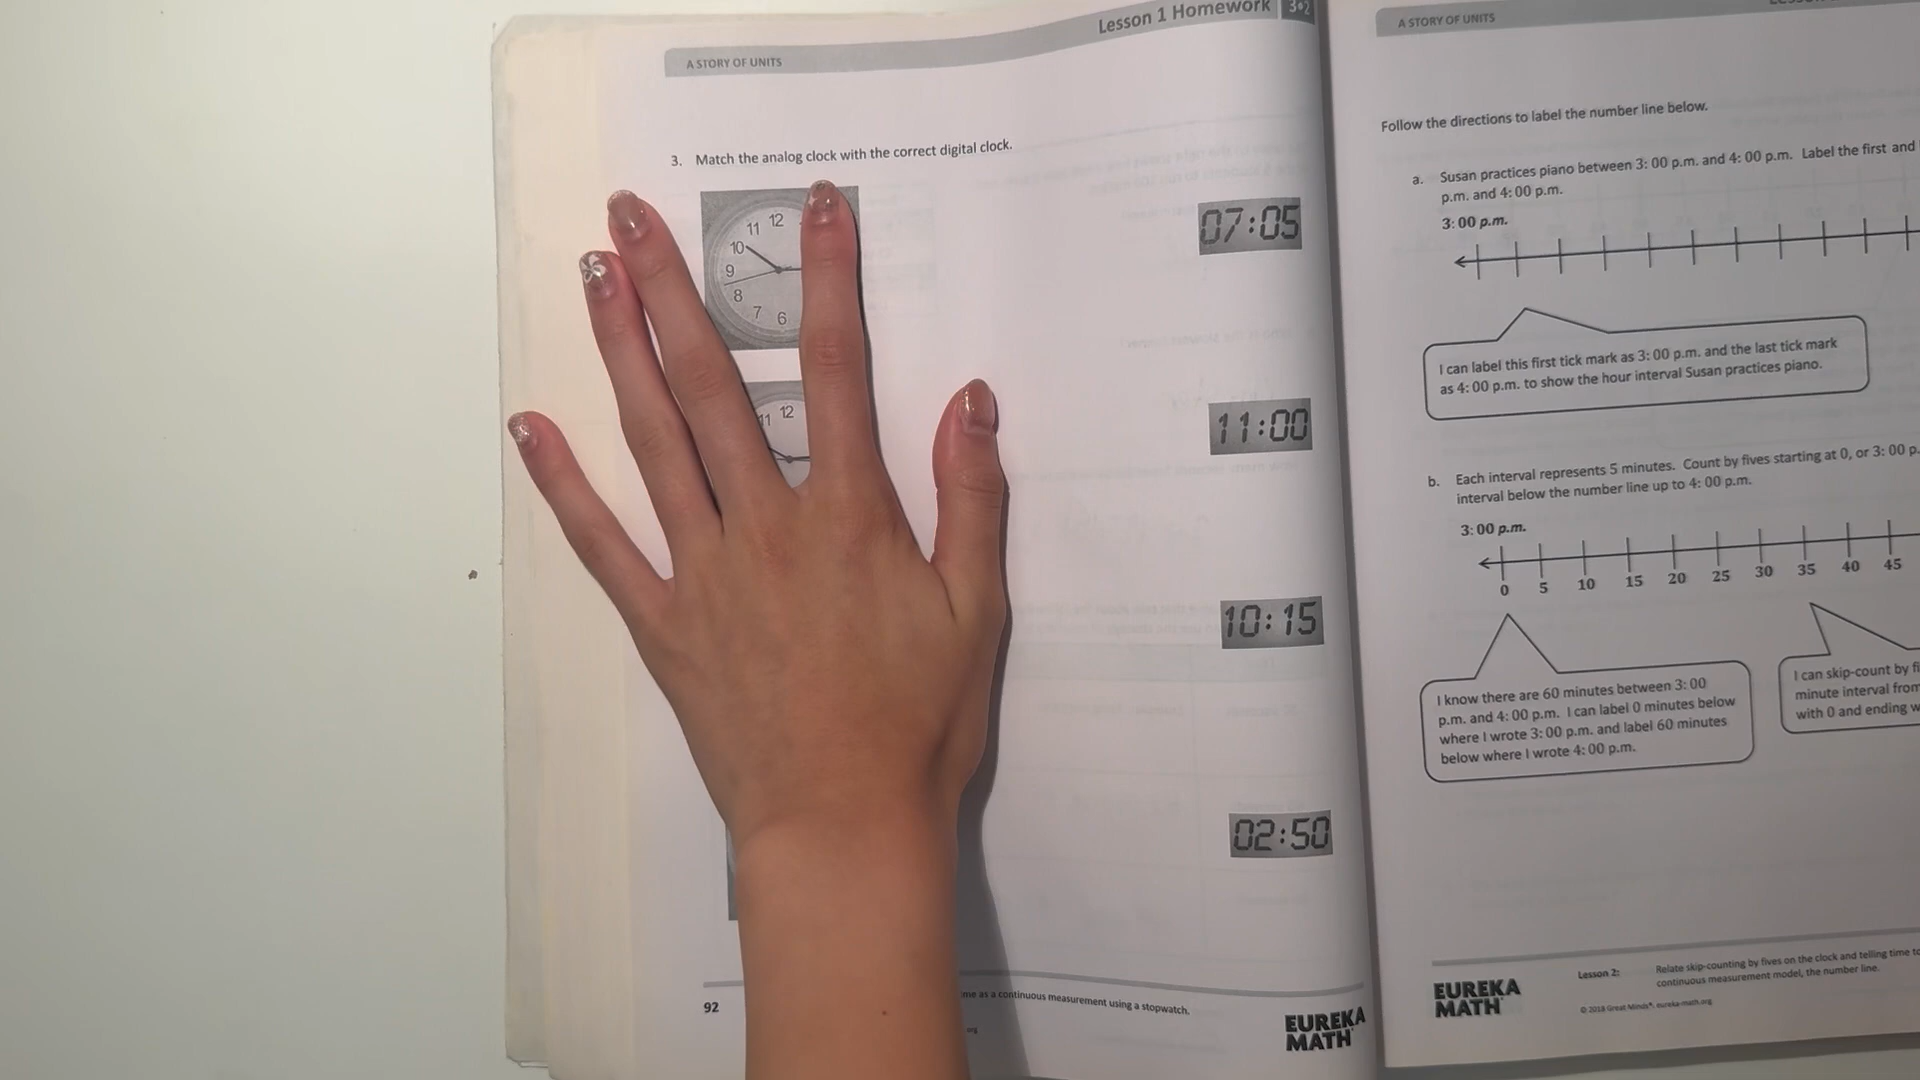 Lesson 1 Homework 3•2
A STORY OF UNITS
3. Match the analog clock with the correct digital clock.
12
11
10
9
8
7
6
07:05
11 12
11:00
10:15
02:50
as a continuous measurement using a stopwatch.
92
EUREKA
MATH
A STORY OF UNITS
Follow the directions to label the number line below.
a. Susan practices piano between 3: 00 p.m. and 4: 00 p.m. Label the first and
p.m. and 4: 00 p.m.
3: 00 p.m.
I can label this first tick mark as 3: 00 p.m. and the last tick mark
as 4: 00 p.m. to show the hour interval Susan practices piano.
b. Each interval represents 5 minutes. Count by fives starting at 0, or 3: 00 p.
interval below the number line up to 4: 00 p.m.
3: 00 p.m.
0 5 10 15 20 25 30 35 40 45
I know there are 60 minutes between 3: 00
p.m. and 4: 00 p.m. I can label 0 minutes below
where I wrote 3: 00 p.m. and label 60 minutes
below where I wrote 4: 00 p.m.
I can skip-count by
minute interval from
with 0 and ending
EUREKA
MATH
Lesson 2: Relate skip-counting by fives on the clock and telling time to
continuous measurement model, the number line.
© 2018 Great Minds®. eureka-math.org